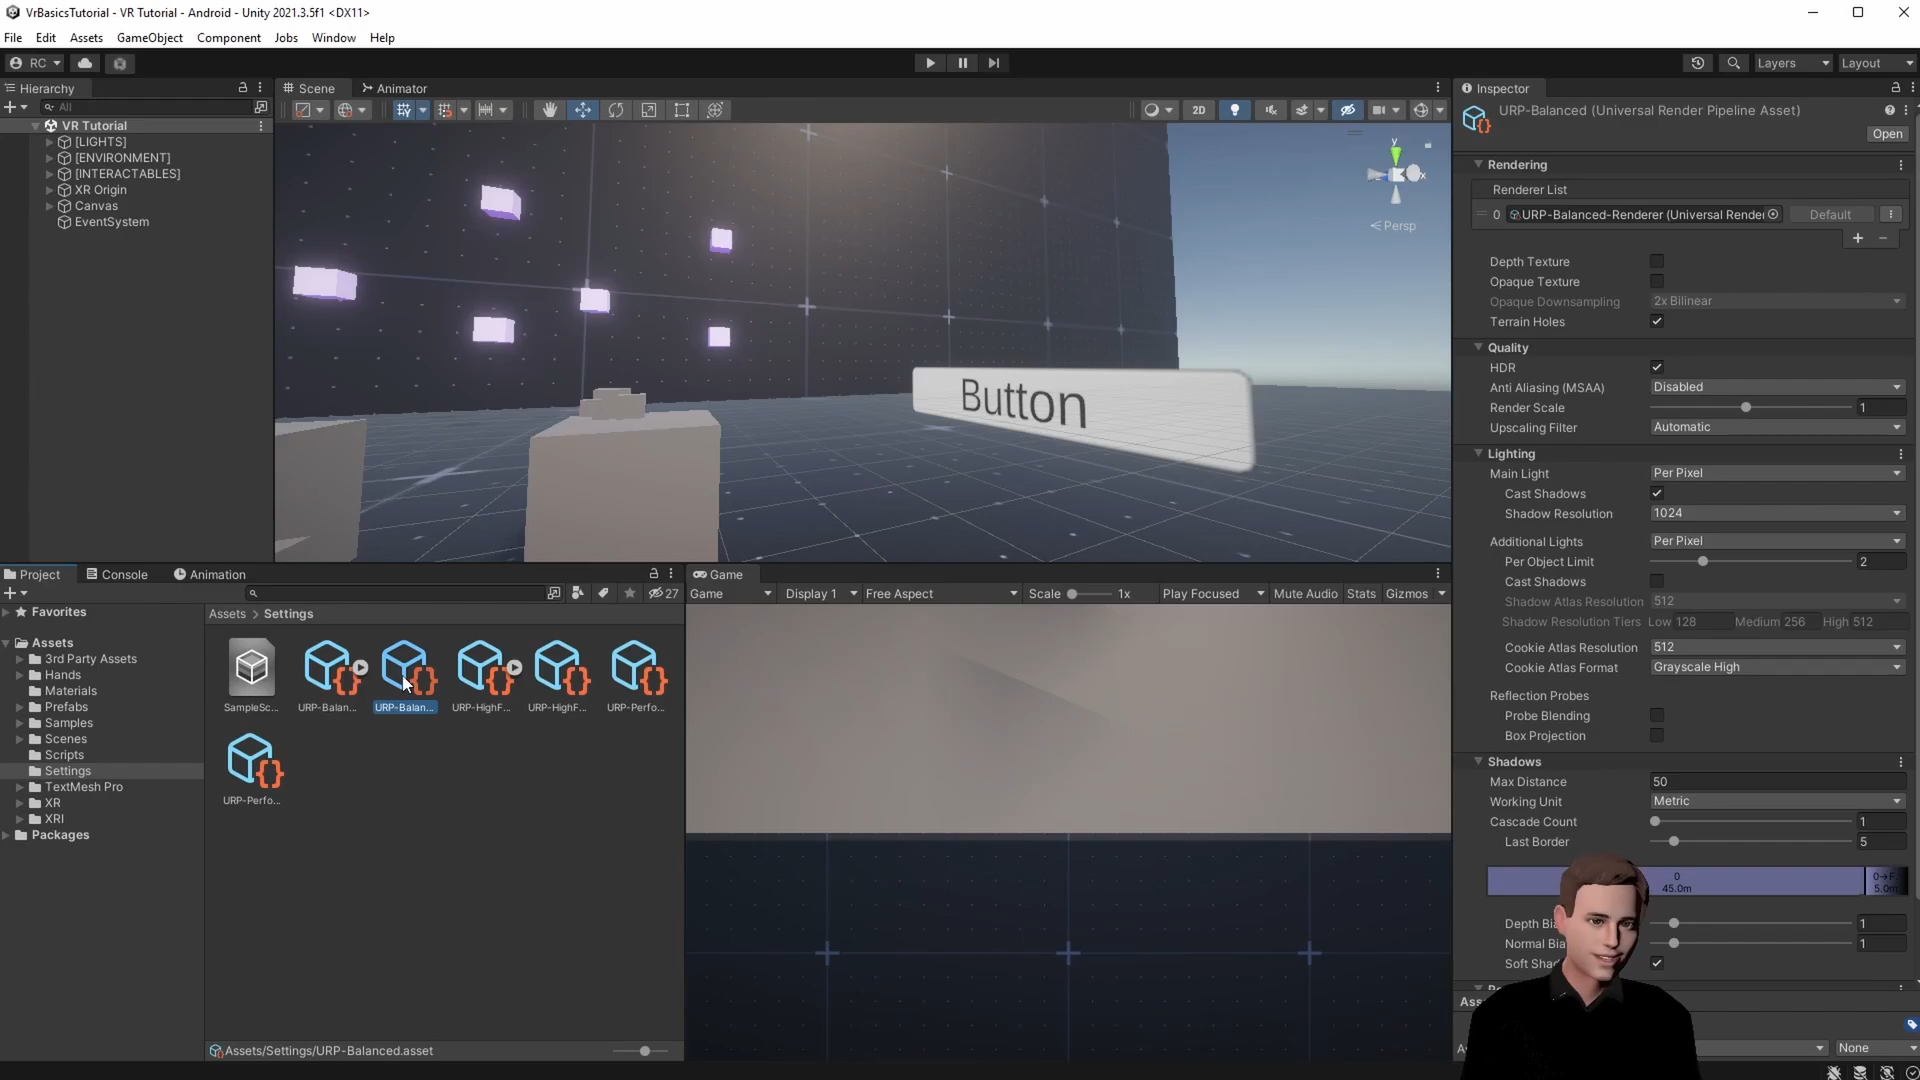 VrBasicsTutorial - VR Tutorial - Android - Unity 2021.3.5f1 <DX11>
File Edit Assets GameObject Component Jobs Window Help
RC
Layers Layout
Hierarchy
All
VR Tutorial
[LIGHTS]
[ENVIRONMENT]
[INTERACTABLES]
XR Origin
Canvas
EventSystem
Scene Animator
2D
y
x
z
< Persp
Button
Project Console Animation
27
Favorites
Assets
3rd Party Assets
Hands
Materials
Prefabs
Samples
Scenes
Scripts
Settings
TextMesh Pro
XR
XRI
Packages
Assets > Settings
SampleSc...
URP-Balan...
URP-Balan...
URP-HighF...
URP-HighF...
URP-Perfo...
URP-Perfo...
Assets/Settings/URP-Balanced.asset
Game
Game Display 1 Free Aspect Scale 1x Play Focused Mute Audio Stats Gizmos
Inspector
URP-Balanced (Universal Render Pipeline Asset)
Open
Rendering
Renderer List
0 URP-Balanced-Renderer (Universal Render Default
Depth Texture
Opaque Texture
Opaque Downsampling 2x Bilinear
Terrain Holes
Quality
HDR
Anti Aliasing (MSAA) Disabled
Render Scale 1
Upscaling Filter Automatic
Lighting
Main Light Per Pixel
Cast Shadows
Shadow Resolution 1024
Additional Lights Per Pixel
Per Object Limit 2
Cast Shadows
Shadow Atlas Resolution 512
Shadow Resolution Tiers Low 128 Medium 256 High 512
Cookie Atlas Resolution 512
Cookie Atlas Format Grayscale High
Reflection Probes
Probe Blending
Box Projection
Shadows
Max Distance 50
Working Unit Metric
Cascade Count 1
Last Border 5
0 0→F
45.0m 5.0m
Depth Bi 1
Normal Bia 1
Soft Shad
None